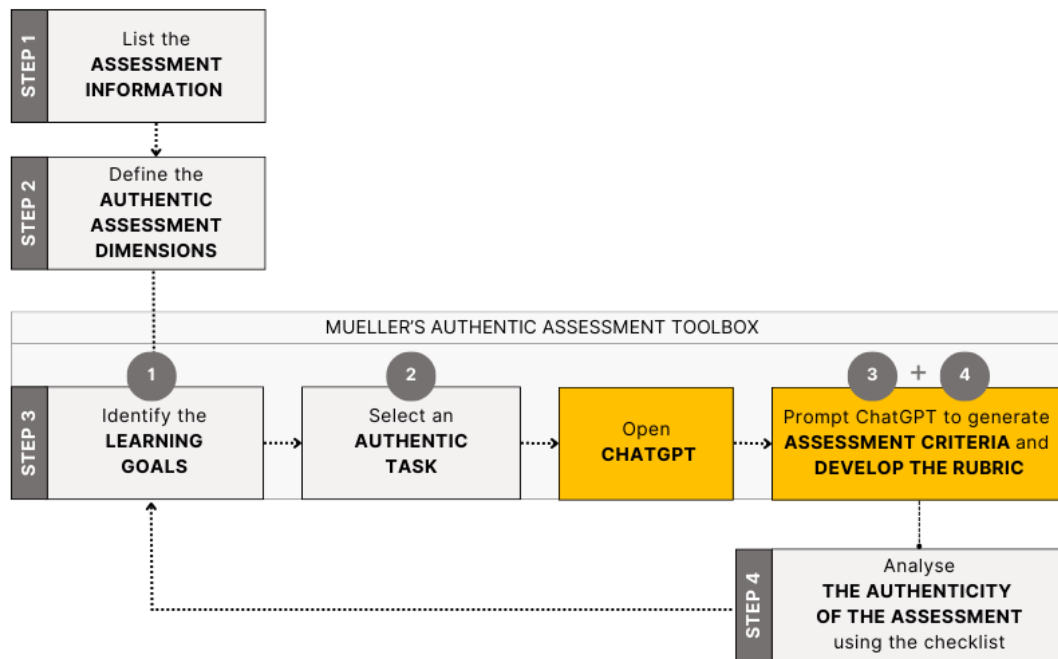 STEP 1
List the
ASSESSMENT
INFORMATION
STEP 2
Define the
AUTHENTIC
ASSESSMENT
DIMENSIONS
MUELLER'S AUTHENTIC ASSESSMENT TOOLBOX
STEP 3
1
Identify the
LEARNING
GOALS
2
Select an
AUTHENTIC
TASK
Open
CHATGPT
3 + 4
Prompt ChatGPT to generate
ASSESSMENT CRITERIA and
DEVELOP THE RUBRIC
STEP 4
Analyse
THE AUTHENTICITY
OF THE ASSESSMENT
using the checklist